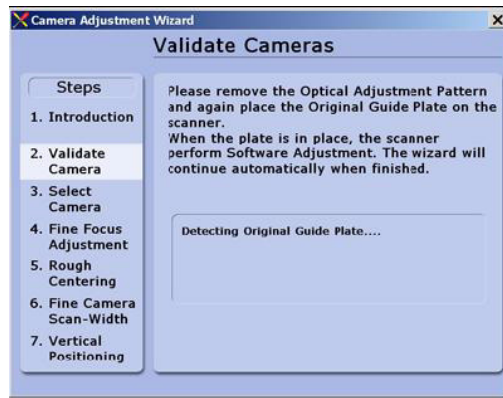 Camera Adjustment Wizard
Validate Cameras
Steps
1. Introduction
2. Validate
Camera
3. Select
Camera
4. Fine Focus
Adjustment
5. Rough
Centering
6. Fine Camera
Scan-Width
7. Vertical
Positioning
Please remove the Optical Adjustment Pattern
and again place the Original Guide Plate on the
scanner.
When the plate is in place, the scanner
perform Software Adjustment. The wizard will
continue automatically when finished.
Detecting Original Guide Plate....